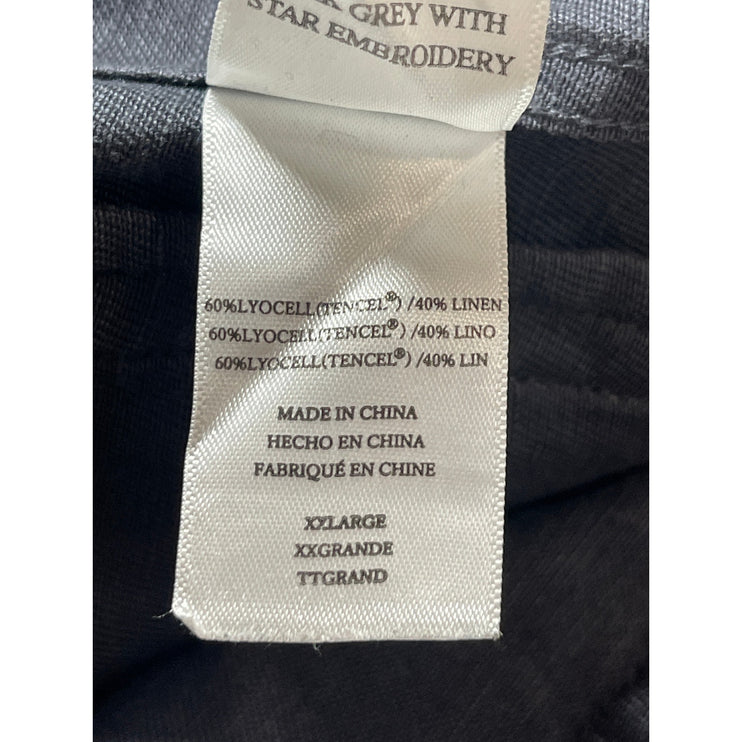 GREY WITH
STAR EMBROIDERY
60%LYOCELL(TENCEL®) /40% LINEN
60%LYOCELL(TENCEL®) /40% LINO
60%LYOCELL(TENCEL®) /40% LIN
MADE IN CHINA
HECHO EN CHINA
FABRIQUÉ EN CHINE
XXLARGE
XXGRANDE
TTGRAND